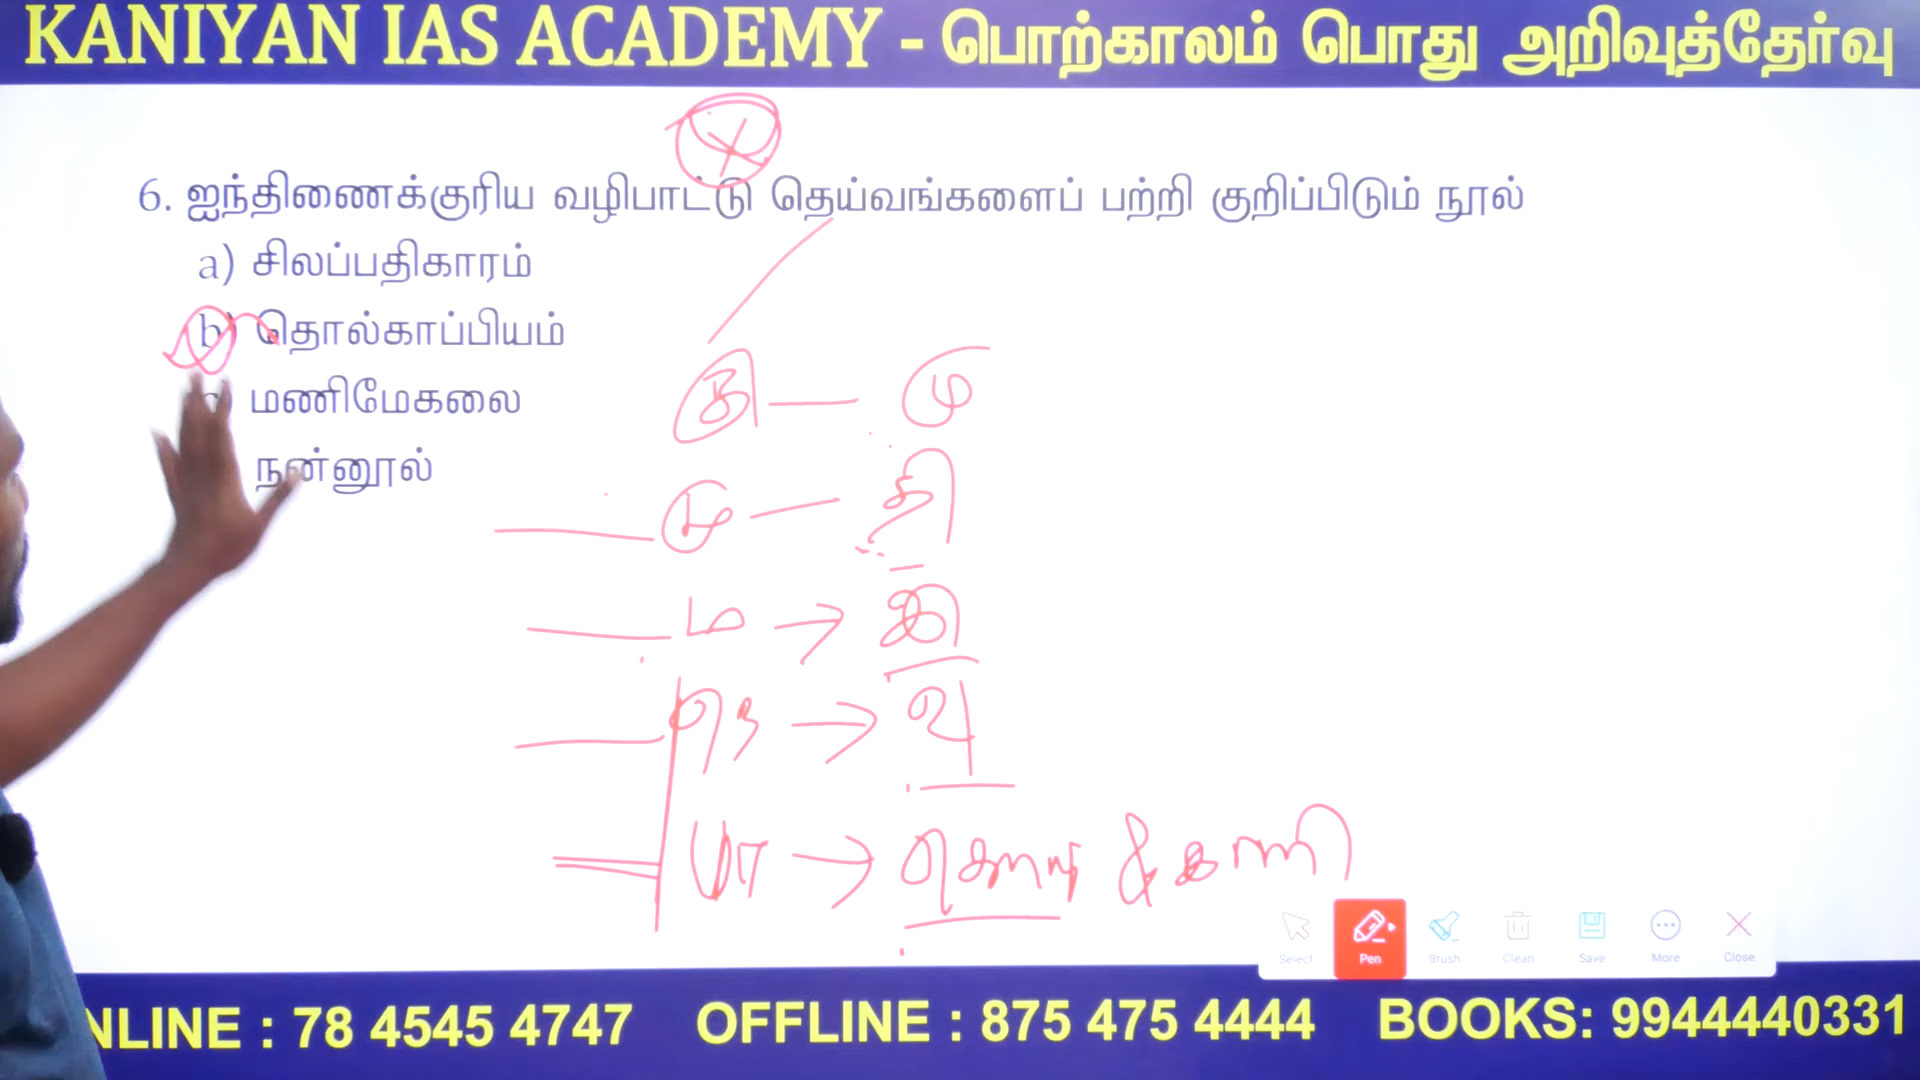 KANIYAN IAS ACADEMY - பொற்காலம் பொது அறிவுத்தேர்வு
6. ஐந்திணைக்குரிய வழிபாட்டு தெய்வங்களைப் பற்றி குறிப்பிடும் நூல்
a) சிலப்பதிகாரம்
b) தொல்காப்பியம்
மணிமேகலை
நன்னூல்
கு — மு
மு — தி
ம → இ
நெ → வ
பா → கொற் & காளி
Select Pen Brush Clean Save More Close
NLINE : 78 4545 4747 OFFLINE : 875 475 4444 BOOKS: 9944440331